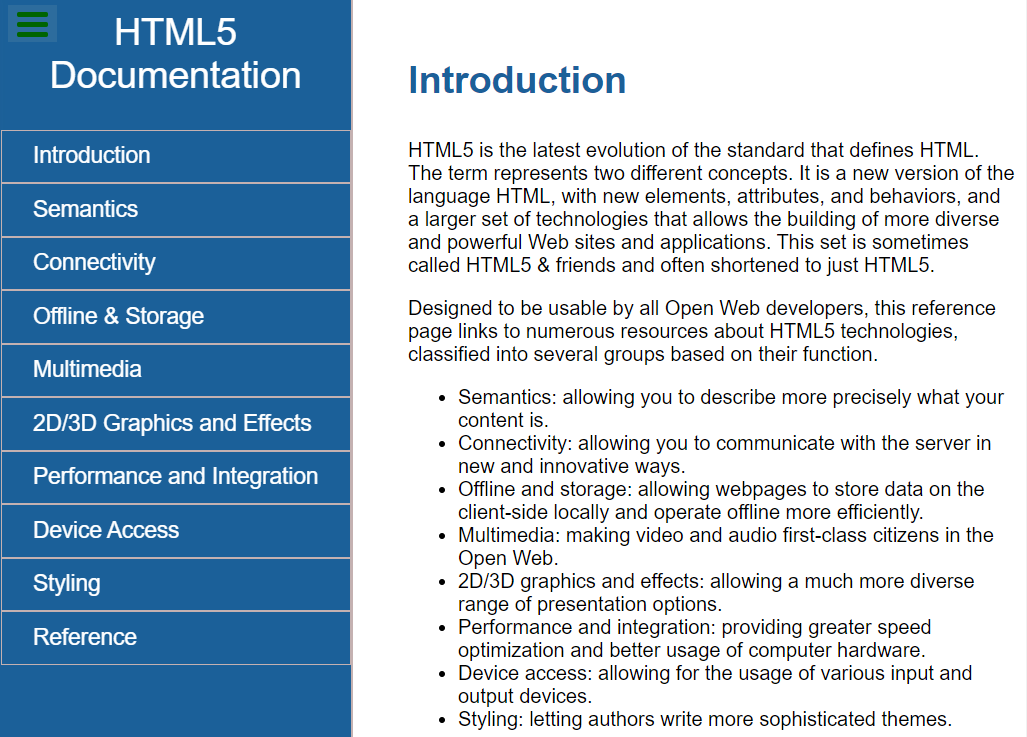 HTML5
Documentation
Introduction
Semantics
Connectivity
Offline & Storage
Multimedia
2D/3D Graphics and Effects
Performance and Integration
Device Access
Styling
Reference
Introduction
HTML5 is the latest evolution of the standard that defines HTML.
The term represents two different concepts. It is a new version of the
language HTML, with new elements, attributes, and behaviors, and
a larger set of technologies that allows the building of more diverse
and powerful Web sites and applications. This set is sometimes
called HTML5 & friends and often shortened to just HTML5.
Designed to be usable by all Open Web developers, this reference
page links to numerous resources about HTML5 technologies,
classified into several groups based on their function.
• Semantics: allowing you to describe more precisely what your
content is.
• Connectivity: allowing you to communicate with the server in
new and innovative ways.
• Offline and storage: allowing webpages to store data on the
client-side locally and operate offline more efficiently.
• Multimedia: making video and audio first-class citizens in the
Open Web.
• 2D/3D graphics and effects: allowing a much more diverse
range of presentation options.
• Performance and integration: providing greater speed
optimization and better usage of computer hardware.
• Device access: allowing for the usage of various input and
output devices.
• Styling: letting authors write more sophisticated themes.